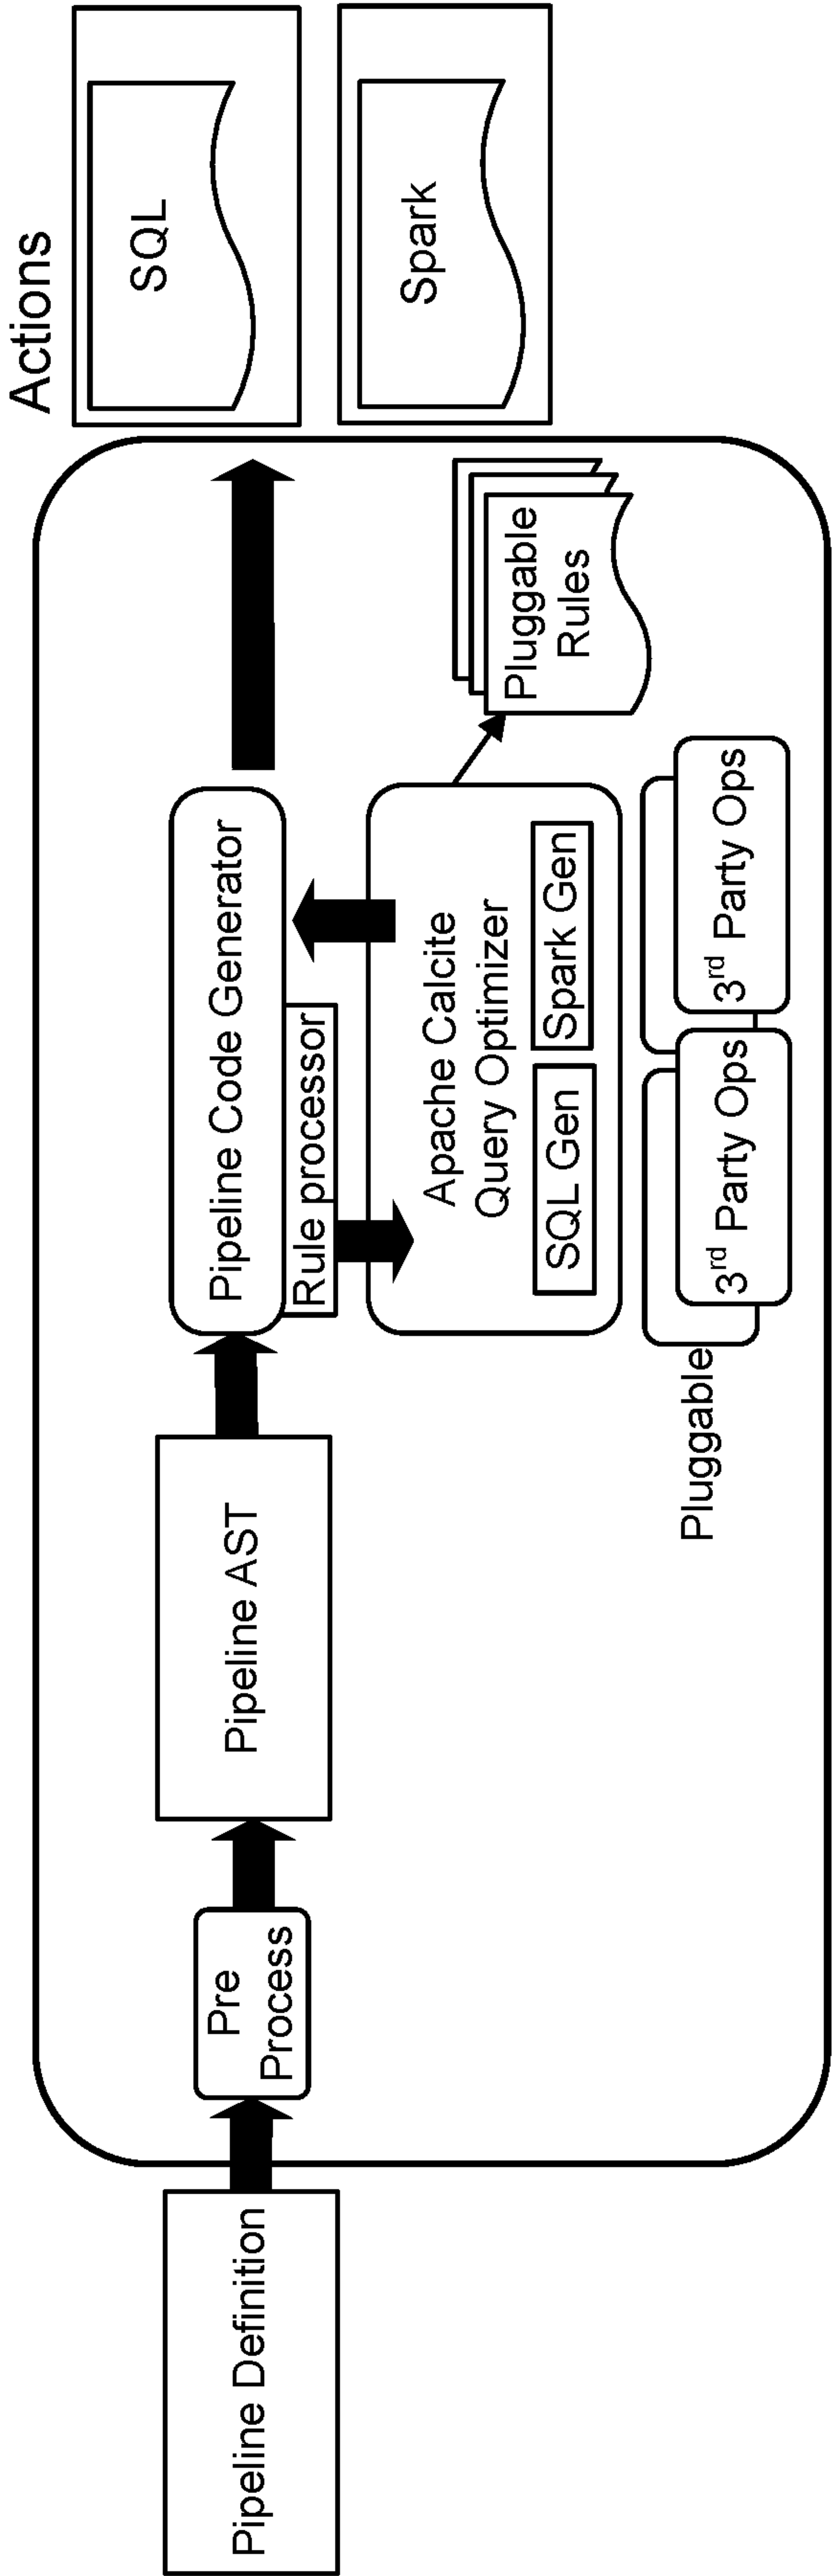 Pipeline Definition
Pre
Process
Pipeline AST
Pipeline Code Generator
Rule processor
Apache Calcite
Query Optimizer
SQL Gen
Spark Gen
Pluggable
Rules
Pluggable
3rd Party Ops
3rd Party Ops
Actions
SQL
Spark